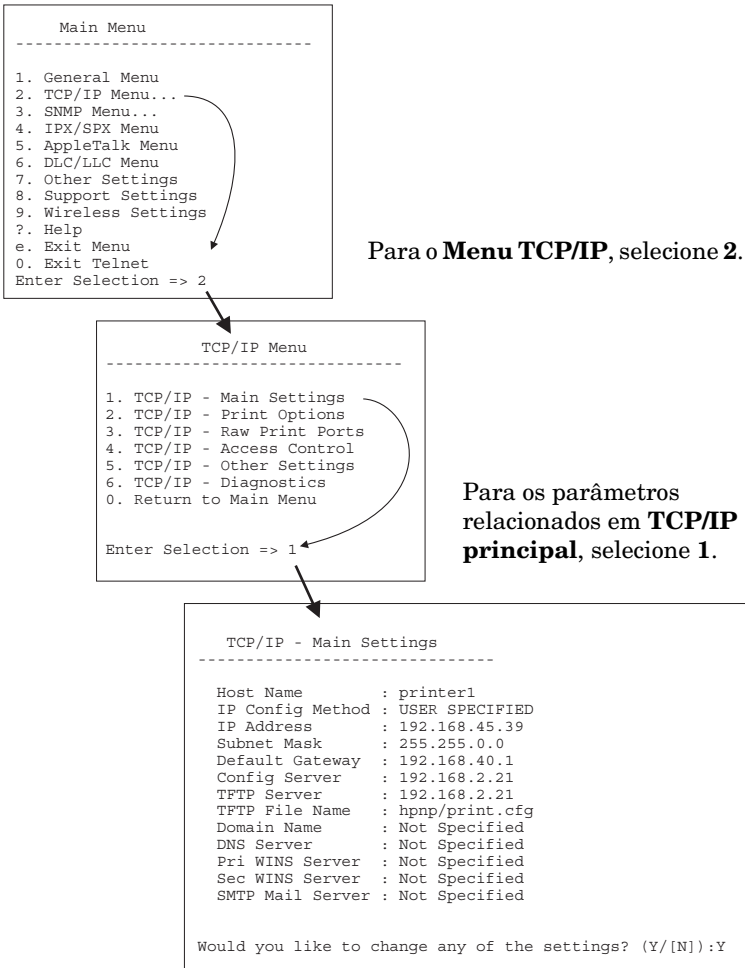 Main Menu
--------------------------------
1. General Menu
2. TCP/IP Menu...
3. SNMP Menu...
4. IPX/SPX Menu
5. AppleTalk Menu
6. DLC/LLC Menu
7. Other Settings
8. Support Settings
9. Wireless Settings
?. Help
e. Exit Menu
0. Exit Telnet
Enter Selection => 2
Para o Menu TCP/IP, selecione 2.
TCP/IP Menu
--------------------------------
1. TCP/IP - Main Settings
2. TCP/IP - Print Options
3. TCP/IP - Raw Print Ports
4. TCP/IP - Access Control
5. TCP/IP - Other Settings
6. TCP/IP - Diagnostics
0. Return to Main Menu
Enter Selection => 1
Para os parâmetros
relacionados em TCP/IP
principal, selecione 1.
TCP/IP - Main Settings
--------------------------------
Host Name : printer1
IP Config Method : USER SPECIFIED
IP Address : 192.168.45.39
Subnet Mask : 255.255.0.0
Default Gateway : 192.168.40.1
Config Server : 192.168.2.21
TFTP Server : 192.168.2.21
TFTP File Name : hpnp/print.cfg
Domain Name : Not Specified
DNS Server : Not Specified
Pri WINS Server : Not Specified
Sec WINS Server : Not Specified
SMTP Mail Server : Not Specified
Would you like to change any of the settings? (Y/[N]):Y